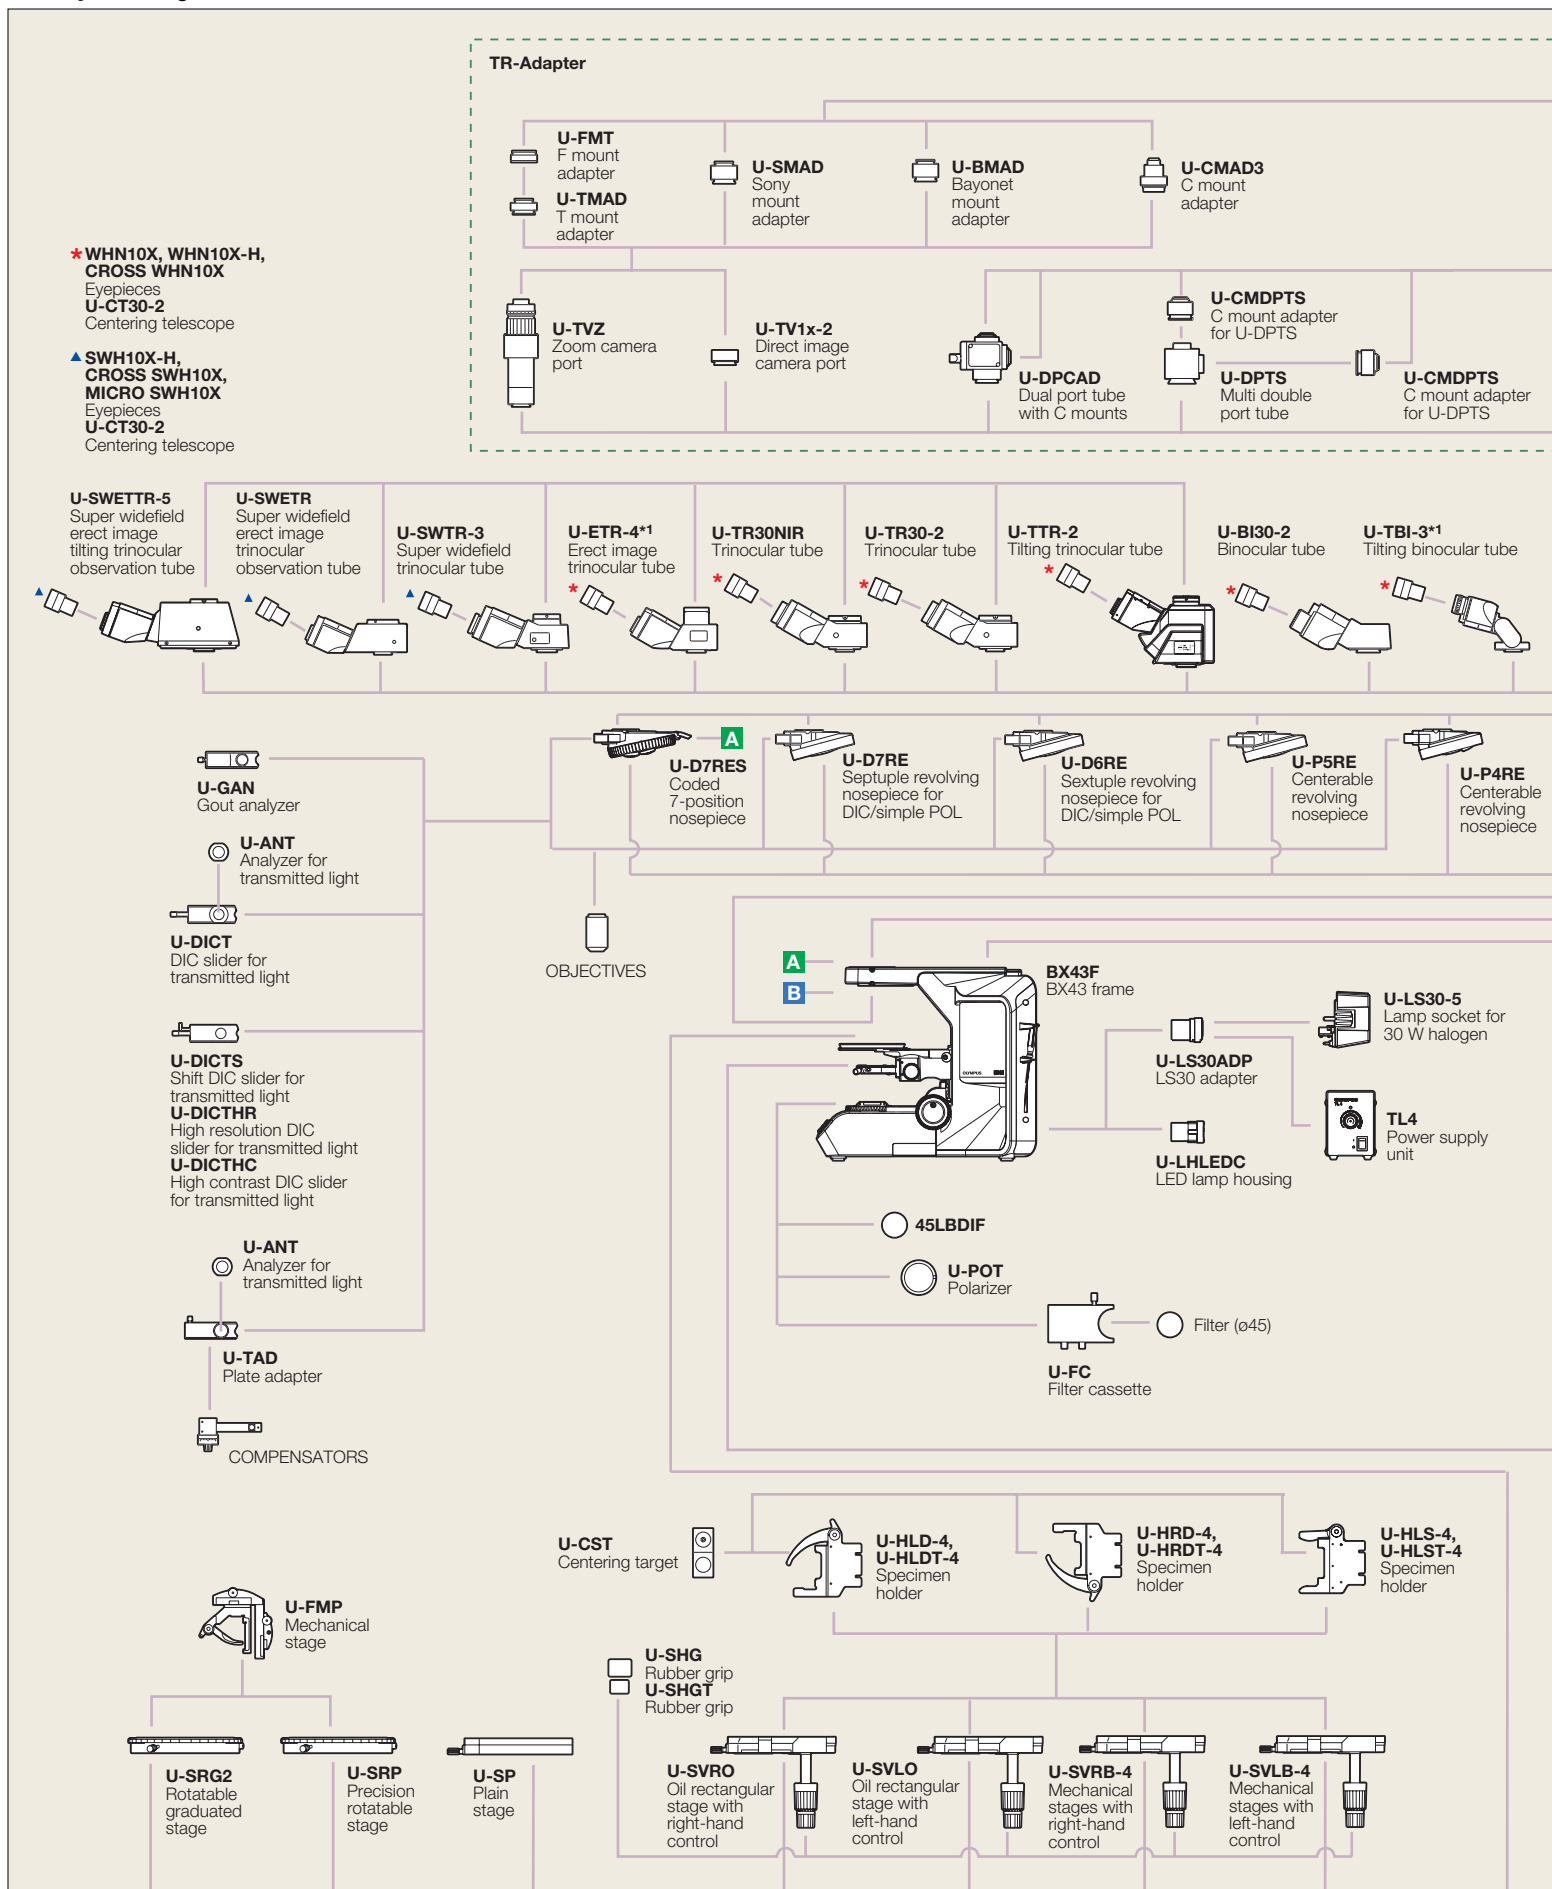 TR-Adapter
U-FMT
F mount
adapter
U-TMAD
T mount
adapter
U-SMAD
Sony
mount
adapter
U-BMAD
Bayonet
mount
adapter
U-CMAD3
C mount
adapter
*WHN10X, WHN10X-H,
CROSS WHN10X
Eyepieces
U-CT30-2
Centering telescope
▲ SWH10X-H,
CROSS SWH10X,
MICRO SWH10X
Eyepieces
U-CT30-2
Centering telescope
U-TVZ
Zoom camera
port
U-TV1x-2
Direct image
camera port
U-DPCAD
Dual port tube
with C mounts
U-CMDPTS
C mount adapter
for U-DPTS
U-DPTS
Multi double
port tube
U-CMDPTS
C mount adapter
for U-DPTS
U-SWETTR-5
Super widefield
erect image
tilting trinocular
observation tube
U-SWETR
Super widefield
erect image
trinocular
observation tube
U-SWTR-3
Super widefield
trinocular tube
U-ETR-4*1
Erect image
trinocular tube
U-TR30NIR
Trinocular tube
U-TR30-2
Trinocular tube
U-TTR-2
Tilting trinocular tube
U-BI30-2
Binocular tube
U-TBI-3*1
Tilting binocular tube
▲
▲
▲
*
*
*
*
*
*
A
U-D7RES
Coded
7-position
nosepiece
U-D7RE
Septuple revolving
nosepiece for
DIC/simple POL
U-D6RE
Sextuple revolving
nosepiece for
DIC/simple POL
U-P5RE
Centerable
revolving
nosepiece
U-P4RE
Centerable
revolving
nosepiece
U-GAN
Gout analyzer
U-ANT
Analyzer for
transmitted light
U-DICT
DIC slider for
transmitted light
U-DICTS
Shift DIC slider for
transmitted light
U-DICTHR
High resolution DIC
slider for transmitted light
U-DICTHC
High contrast DIC slider
for transmitted light
U-ANT
Analyzer for
transmitted light
U-TAD
Plate adapter
COMPENSATORS
OBJECTIVES
A
B
BX43F
BX43 frame
OLYMPUS
U-LS30ADP
LS30 adapter
U-LS30-5
Lamp socket for
30 W halogen
TL4
Power supply
unit
U-LHLEDC
LED lamp housing
45LBDIF
U-POT
Polarizer
U-FC
Filter cassette
Filter (ø45)
U-CST
Centering target
U-HLD-4,
U-HLDT-4
Specimen
holder
U-HRD-4,
U-HRDT-4
Specimen
holder
U-HLS-4,
U-HLST-4
Specimen
holder
U-FMP
Mechanical
stage
U-SHG
Rubber grip
U-SHGT
Rubber grip
U-SRG2
Rotatable
graduated
stage
U-SRP
Precision
rotatable
stage
U-SP
Plain
stage
U-SVRO
Oil rectangular
stage with
right-hand
control
U-SVLO
Oil rectangular
stage with
left-hand
control
U-SVRB-4
Mechanical
stages with
right-hand
control
U-SVLB-4
Mechanical
stages with
left-hand
control